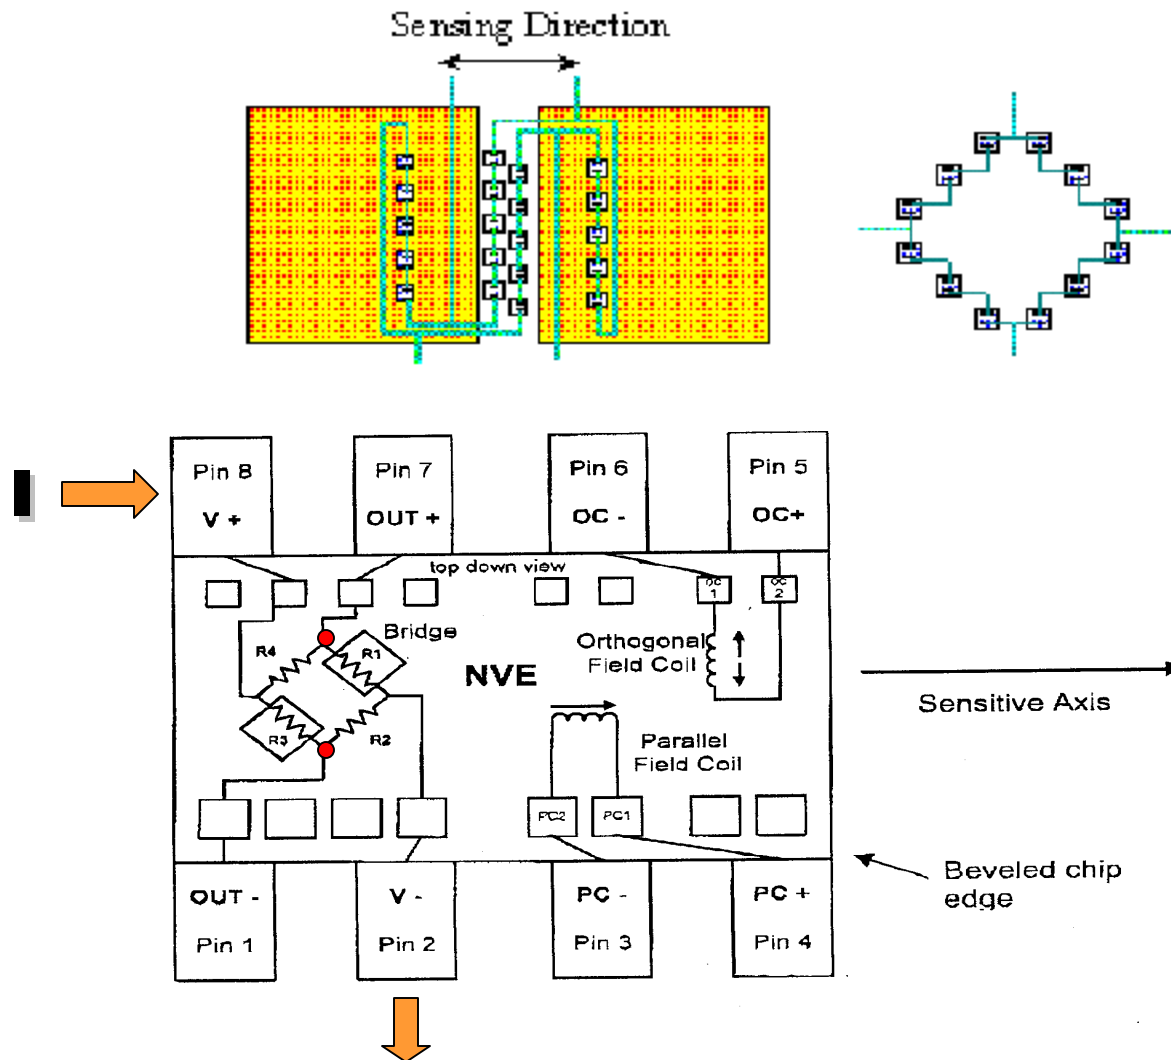 Sensing Direction
Pin 8
V +
Pin 7
OUT +
Pin 6
OC -
Pin 5
OC+
top down view
OC
1
OC
2
Bridge
R4
R1
R3
R2
NVE
Orthogonal
Field Coil
Parallel
Field Coil
Sensitive Axis
PC2
PC1
Beveled chip
edge
OUT -
Pin 1
V -
Pin 2
PC -
Pin 3
PC +
Pin 4